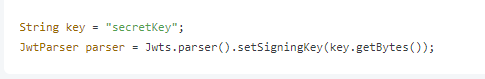 String key = "secretKey";
JwtParser parser = Jwts.parser().setSigningKey(key.getBytes());